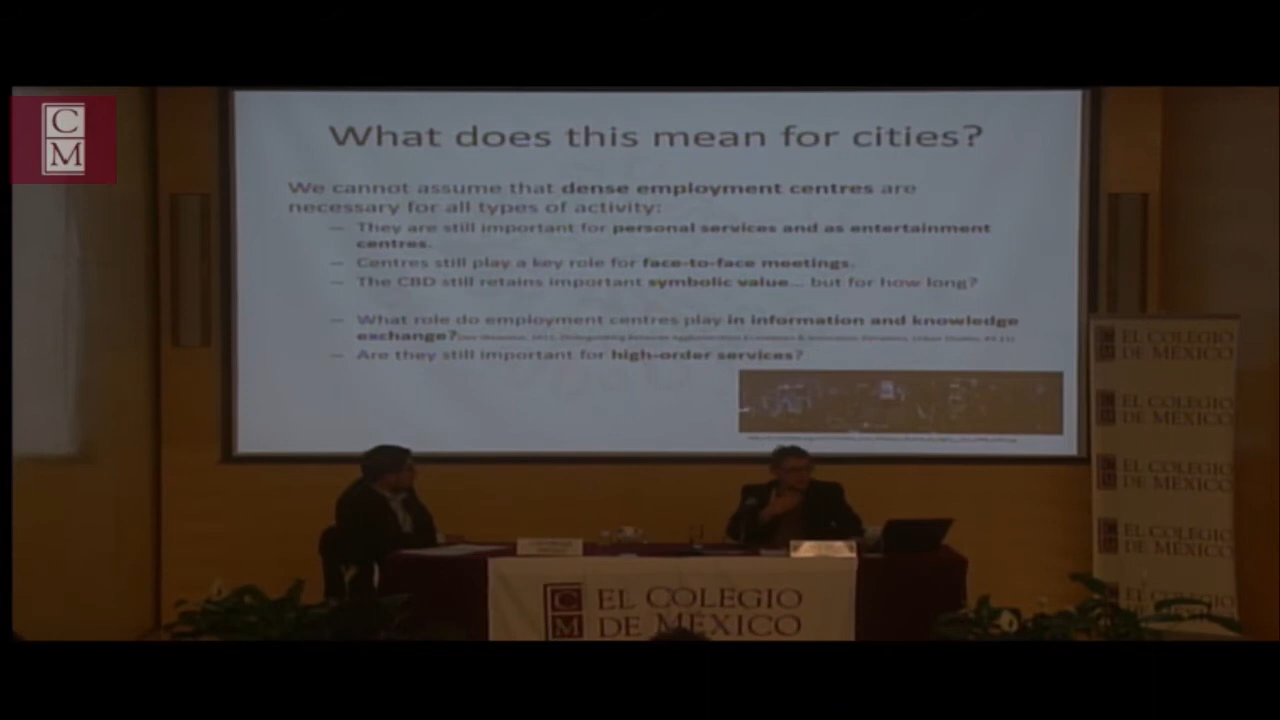 C
M
What does this mean for cities?
We cannot assume that dense employment centres are
necessary for all types of activity:
– They are still important for personal services and as entertainment
centres.
– Centres still play a key role for face-to-face meetings.
– The CBD still retains important symbolic value... but for how long?
– What role do employment centres play in information and knowledge
exchange?
– Are they still important for high-order services?
EL COLEGIO
DE MÉXICO
EL COLEGIO
DE MÉXICO
EL COLEGIO
DE MÉXICO
EL COLEGIO
DE MÉXICO
EL COLEGIO
C
M
EL COLEGIO
DE MÉXICO